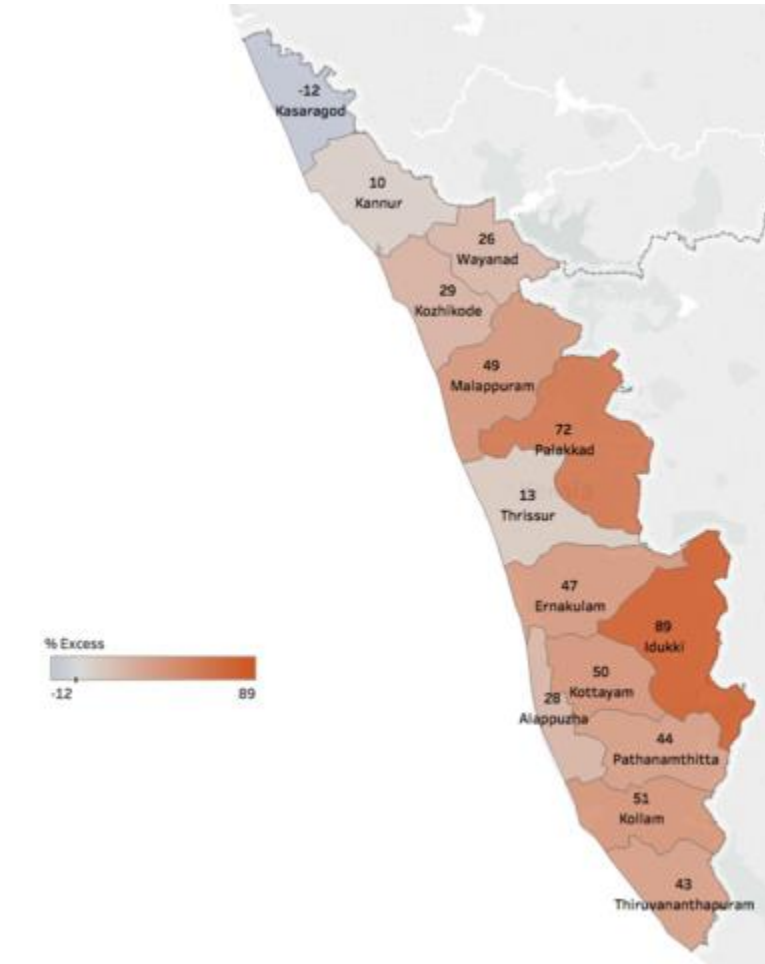 -12
Kasaragod
10
Kannur
26
Wayanad
29
Kozhikode
49
Malappuram
72
Palakkad
13
Thrissur
47
Ernakulam
89
Idukki
% Excess
-12 89
50
Kottayam
28
Alappuzha
44
Pathanamthitta
51
Kollam
43
Thiruvananthapuram